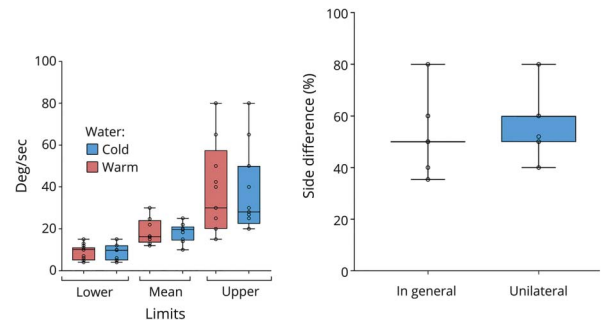 Deg/sec
100
80
60
40
20
0
Water:
Cold
Warm
Lower
Mean
Upper
Limits
Side difference (%)
100
80
60
40
20
0
In general
Unilateral